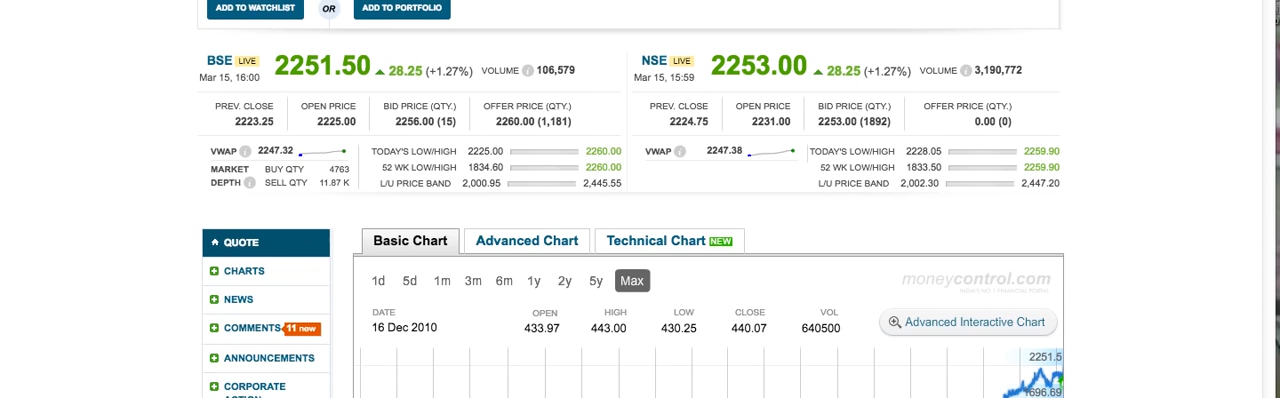 ADD TO WATCHLIST OR ADD TO PORTFOLIO
BSE LIVE 2251.50 28.25 (+1.27%) VOLUME i 106,579
Mar 15, 16:00
PREV. CLOSE OPEN PRICE BID PRICE (QTY.) OFFER PRICE (QTY.)
2223.25 2225.00 2256.00 (15) 2260.00 (1,181)
VWAP i 2247.32
MARKET BUY QTY 4763
DEPTH i SELL QTY 11.87 K
TODAY'S LOW/HIGH 2225.00 2260.00
52 WK LOW/HIGH 1834.60 2260.00
L/U PRICE BAND 2,000.95 2,445.55
NSE LIVE 2253.00 28.25 (+1.27%) VOLUME i 3,190,772
Mar 15, 15:59
PREV. CLOSE OPEN PRICE BID PRICE (QTY.) OFFER PRICE (QTY.)
2224.75 2231.00 2253.00 (1892) 0.00 (0)
VWAP i 2247.38
TODAY'S LOW/HIGH 2228.05 2259.90
52 WK LOW/HIGH 1833.50 2259.90
L/U PRICE BAND 2,002.30 2,447.20
QUOTE
CHARTS
NEWS
COMMENTS 11 new
ANNOUNCEMENTS
CORPORATE
ACTION
Basic Chart Advanced Chart Technical Chart NEW
1d 5d 1m 3m 6m 1y 2y 5y Max
moneycontrol.com
INDIA'S NO. 1 FINANCIAL PORTAL
DATE OPEN HIGH LOW CLOSE VOL
16 Dec 2010 433.97 443.00 430.25 440.07 640500
Advanced Interactive Chart
2251.5
1696.69